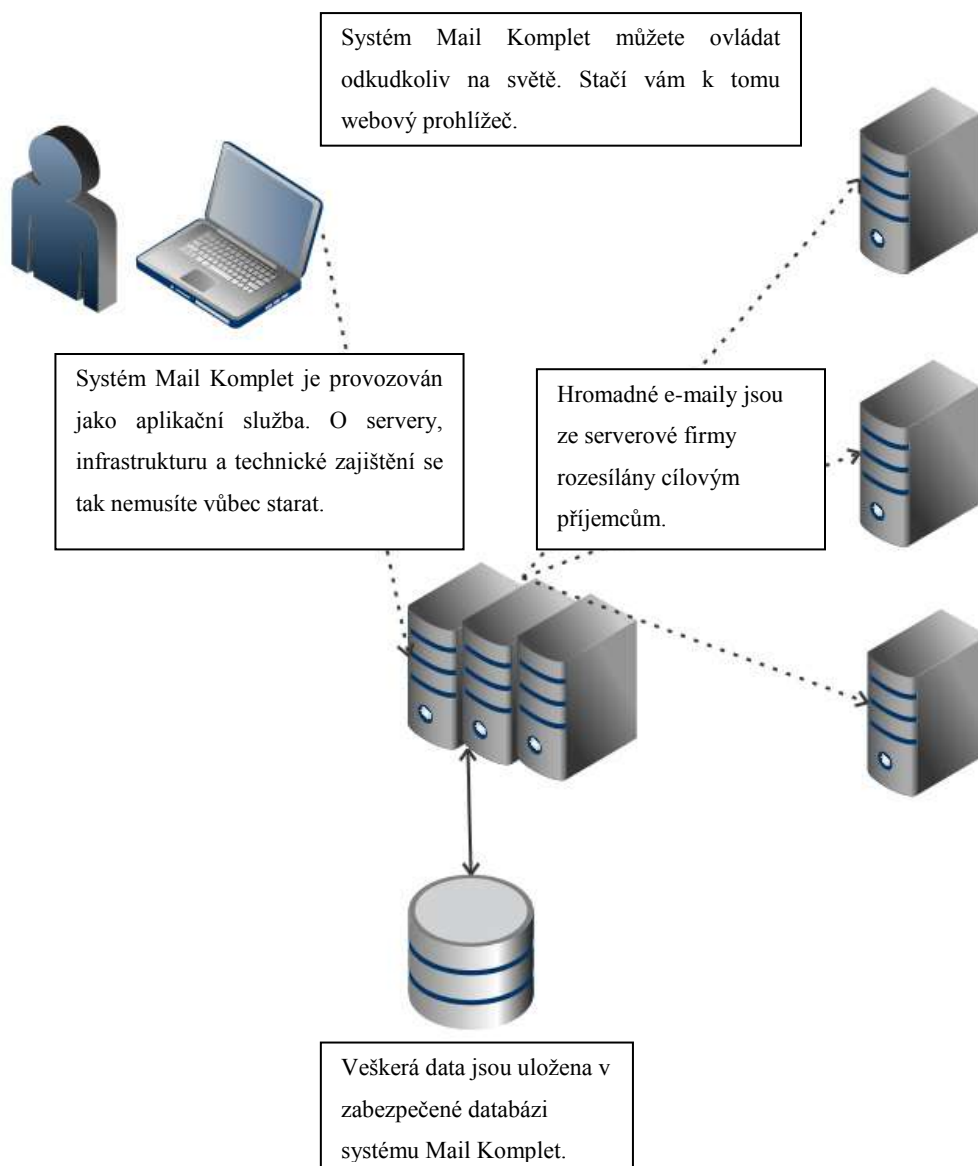 Systém Mail Komplet můžete ovládat
odkudkoliv na světě. Stačí vám k tomu
webový prohlížeč.
Systém Mail Komplet je provozován
jako aplikační služba. O servery,
infrastrukturu a technické zajištění se
tak nemusíte vůbec starat.
Hromadné e-maily jsou
ze serverové firmy
rozesílány cílovým
příjemcům.
Veškerá data jsou uložena v
zabezpečené databázi
systému Mail Komplet.